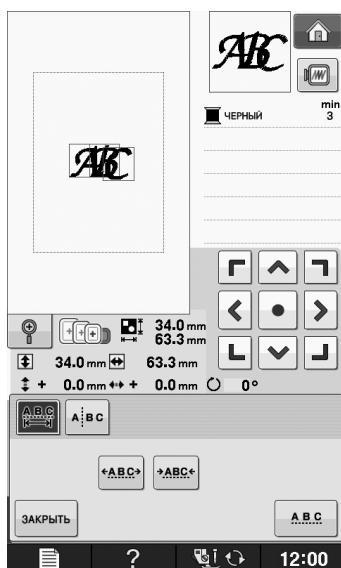 ABC
ABC
min
ЧЕРНЫЙ 3
34.0 mm
63.3 mm
34.0 mm 63.3 mm
+ 0.0 mm + 0.0 mm 0°
ABC
A BC
ABC ABC
ЗАКРЫТЬ
ABC
? 12:00